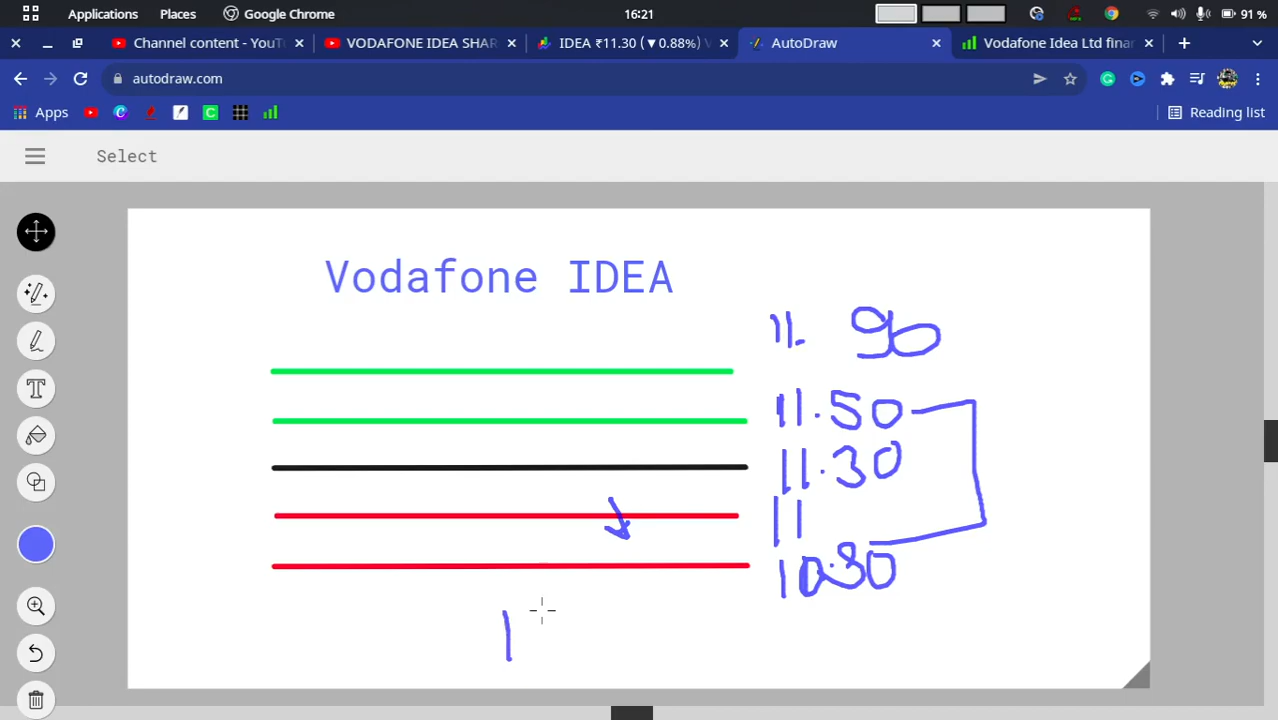 Applications Places Google Chrome 16:21 91 %
Channel content - YouT
VODAFONE IDEA SHAR
IDEA ₹11.30 (▼0.88%) V
AutoDraw
Vodafone Idea Ltd finar
autodraw.com
Apps
Reading list
Select
Vodafone IDEA
11. 90
11.50
11.30
11
10.30